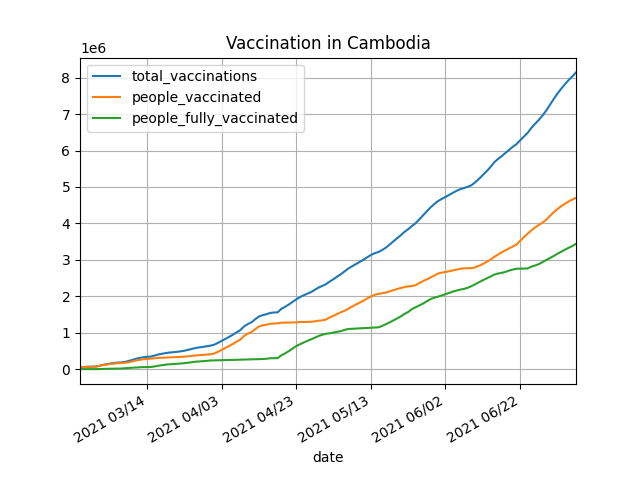 Vaccination in Cambodia
1e6
total_vaccinations
people_vaccinated
people_fully_vaccinated
8
7
6
5
4
3
2
1
0
2021 03/14
2021 04/03
2021 04/23
2021 05/13
2021 06/02
2021 06/22
date